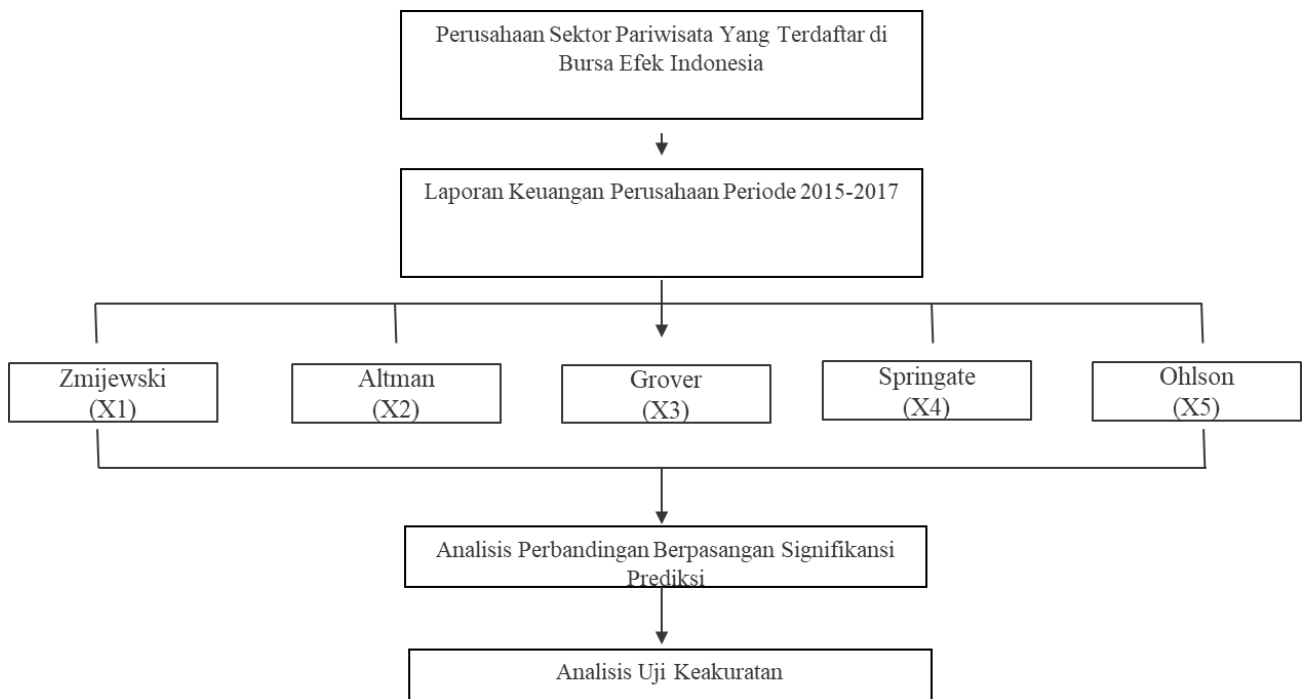 Perusahaan Sektor Pariwisata Yang Terdaftar di
Bursa Efek Indonesia
Laporan Keuangan Perusahaan Periode 2015-2017
Zmijewski
(X1)
Altman
(X2)
Grover
(X3)
Springate
(X4)
Ohlson
(X5)
Analisis Perbandingan Berpasangan Signifikansi
Prediksi
Analisis Uji Keakuratan